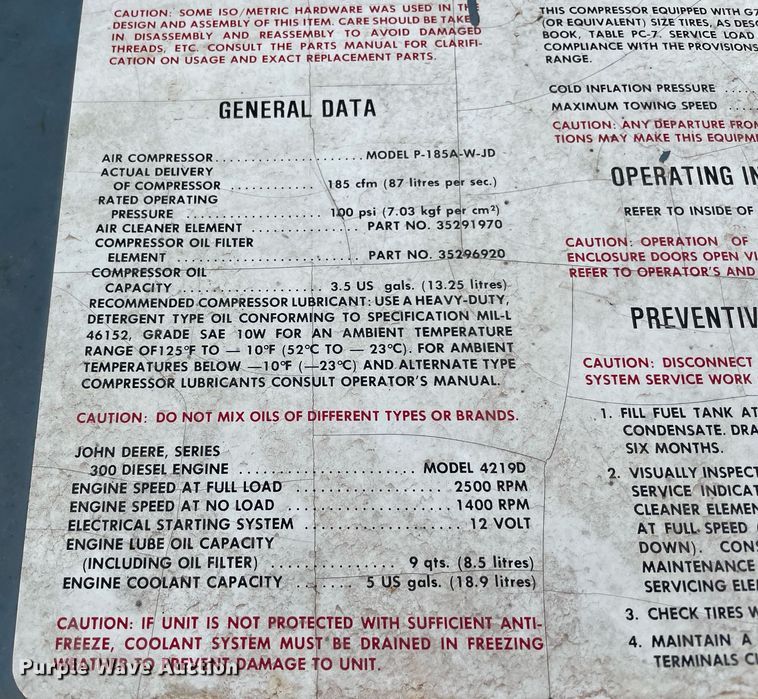 CAUTION: SOME ISO/METRIC HARDWARE WAS USED IN THE
DESIGN AND ASSEMBLY OF THIS ITEM. CARE SHOULD BE TAKEN
IN DISASSEMBLY AND REASSEMBLY TO AVOID DAMAGED
THREADS, ETC. CONSULT THE PARTS MANUAL FOR CLARIFI-
CATION ON USAGE AND EXACT REPLACEMENT PARTS.
GENERAL DATA
AIR COMPRESSOR....................MODEL P-185A-W-JD
ACTUAL DELIVERY
OF COMPRESSOR ............ 185 cfm (87 litres per sec.)
RATED OPERATING
PRESSURE ................... 100 psi (7.03 kgf per cm²)
AIR CLEANER ELEMENT ................ PART NO. 35291970
COMPRESSOR OIL FILTER
ELEMENT ........................... PART NO. 35296920
COMPRESSOR OIL
CAPACITY .................... 3.5 US gals. (13.25 litres)
RECOMMENDED COMPRESSOR LUBRICANT: USE A HEAVY-DUTY,
DETERGENT TYPE OIL CONFORMING TO SPECIFICATION MIL-L
46152, GRADE SAE 10W FOR AN AMBIENT TEMPERATURE
RANGE OF 125°F TO — 10°F (52°C TO — 23°C). FOR AMBIENT
TEMPERATURES BELOW —10°F (—23°C) AND ALTERNATE TYPE
COMPRESSOR LUBRICANTS CONSULT OPERATOR'S MANUAL.
CAUTION: DO NOT MIX OILS OF DIFFERENT TYPES OR BRANDS.
JOHN DEERE, SERIES
300 DIESEL ENGINE ........................ MODEL 4219D
ENGINE SPEED AT FULL LOAD .................... 2500 RPM
ENGINE SPEED AT NO LOAD ...................... 1400 RPM
ELECTRICAL STARTING SYSTEM .................... 12 VOLT
ENGINE LUBE OIL CAPACITY
(INCLUDING OIL FILTER) ................ 9 qts. (8.5 litres)
ENGINE COOLANT CAPACITY ......... 5 US gals. (18.9 litres)
CAUTION: IF UNIT IS NOT PROTECTED WITH SUFFICIENT ANTI-
FREEZE, COOLANT SYSTEM MUST BE DRAINED IN FREEZING
WEATHER TO PREVENT DAMAGE TO UNIT.
THIS COMPRESSOR EQUIPPED WITH G7
(OR EQUIVALENT) SIZE TIRES, AS DES
BOOK, TABLE PC-7. SERVICE LOAD
COMPLIANCE WITH THE PROVISIONS
RANGE.
COLD INFLATION PRESSURE ....
MAXIMUM TOWING SPEED ....
CAUTION: ANY DEPARTURE FROM
TIONS MAY MAKE THIS EQUIPM
OPERATING IN
REFER TO INSIDE OF
CAUTION: OPERATION OF
ENCLOSURE DOORS OPEN VI
REFER TO OPERATOR'S AND
PREVENTIV
CAUTION: DISCONNECT
SYSTEM SERVICE WORK
1. FILL FUEL TANK AT
CONDENSATE. DRA
SIX MONTHS.
2. VISUALLY INSPECT
SERVICE INDICAT
CLEANER ELEMEN
AT FULL SPEED (
DOWN). CONS
MAINTENANCE
SERVICING ELE
3. CHECK TIRES W
4. MAINTAIN A
TERMINALS CL
Purple Wave Auction